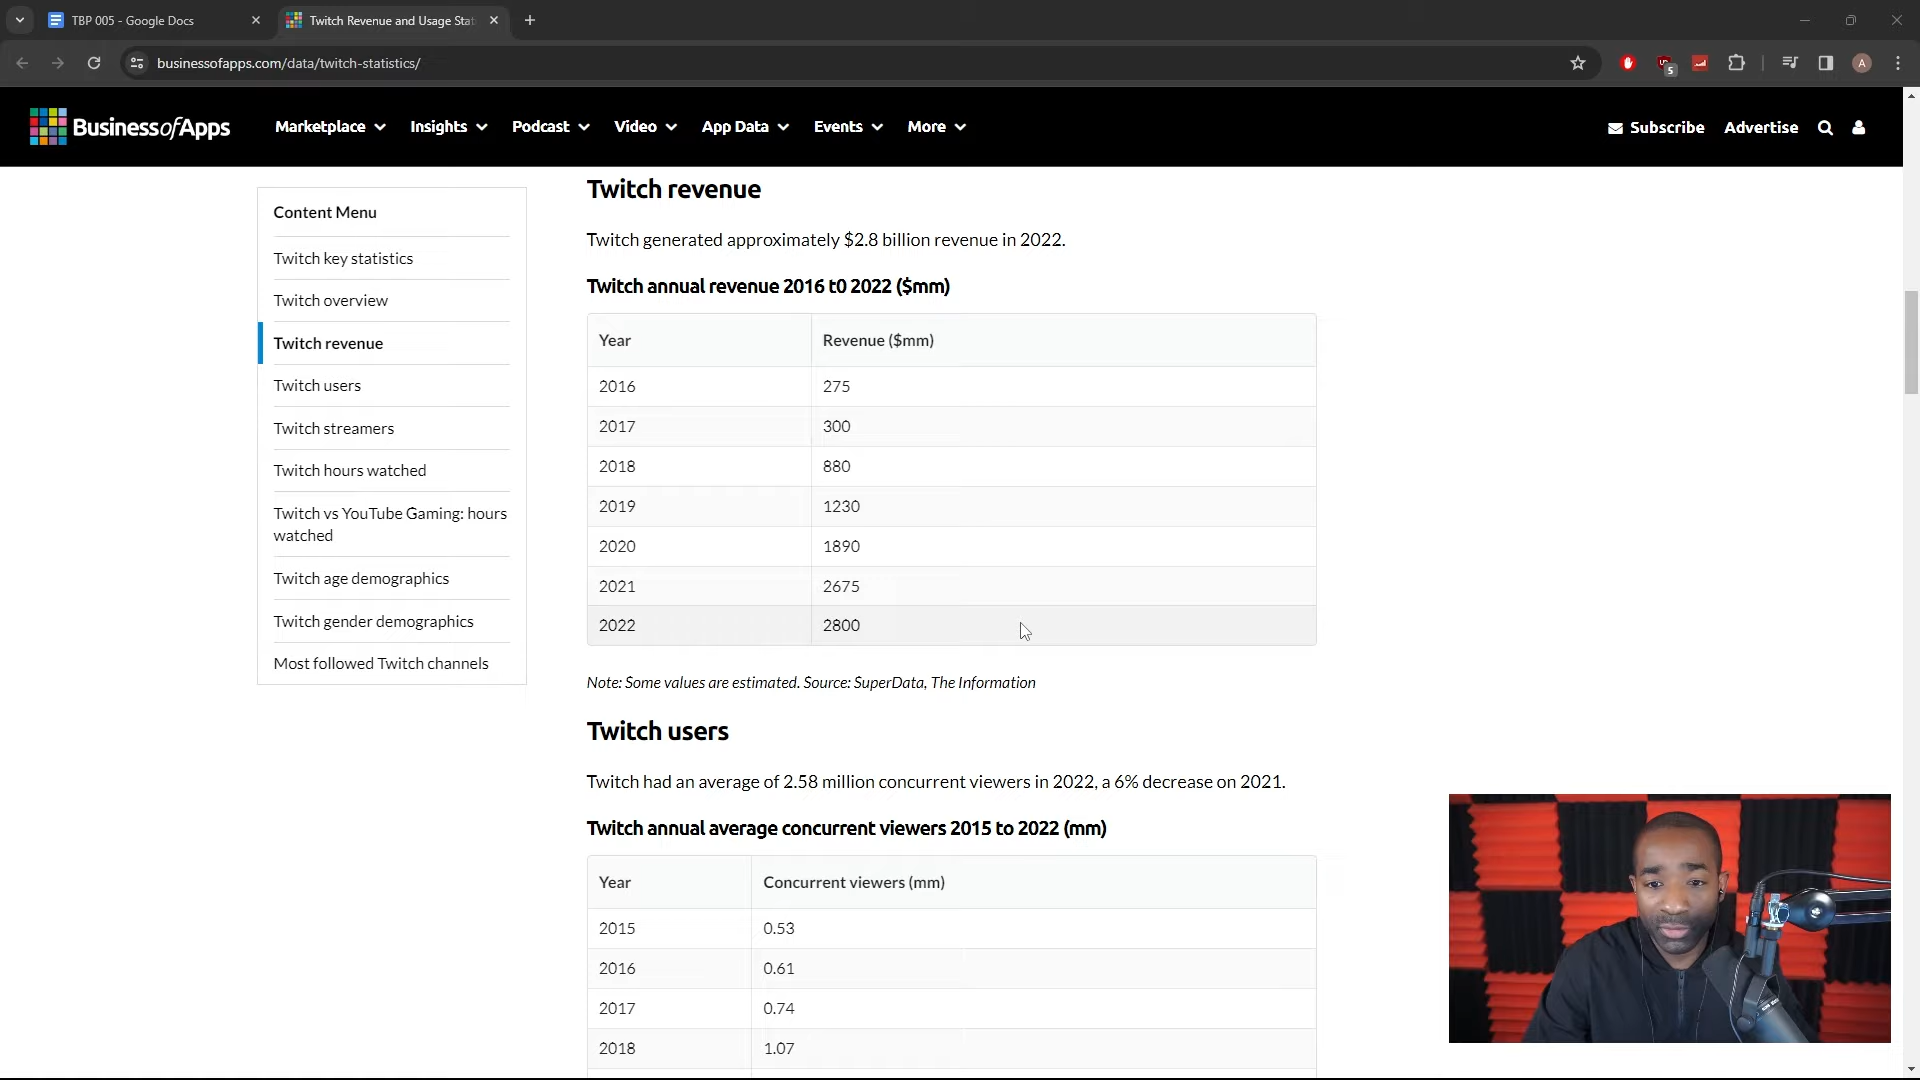 TBP 005 - Google Docs
Twitch Revenue and Usage Stat
businessofapps.com/data/twitch-statistics/
5
A
BusinessofApps
Marketplace
Insights
Podcast
Video
App Data
Events
More
Subscribe
Advertise
Content Menu
Twitch key statistics
Twitch overview
Twitch revenue
Twitch users
Twitch streamers
Twitch hours watched
Twitch vs YouTube Gaming: hours
watched
Twitch age demographics
Twitch gender demographics
Most followed Twitch channels
Twitch revenue
Twitch generated approximately $2.8 billion revenue in 2022.
Twitch annual revenue 2016 t0 2022 ($mm)
Year Revenue ($mm)
2016 275
2017 300
2018 880
2019 1230
2020 1890
2021 2675
2022 2800
Note: Some values are estimated. Source: SuperData, The Information
Twitch users
Twitch had an average of 2.58 million concurrent viewers in 2022, a 6% decrease on 2021.
Twitch annual average concurrent viewers 2015 to 2022 (mm)
Year Concurrent viewers (mm)
2015 0.53
2016 0.61
2017 0.74
2018 1.07